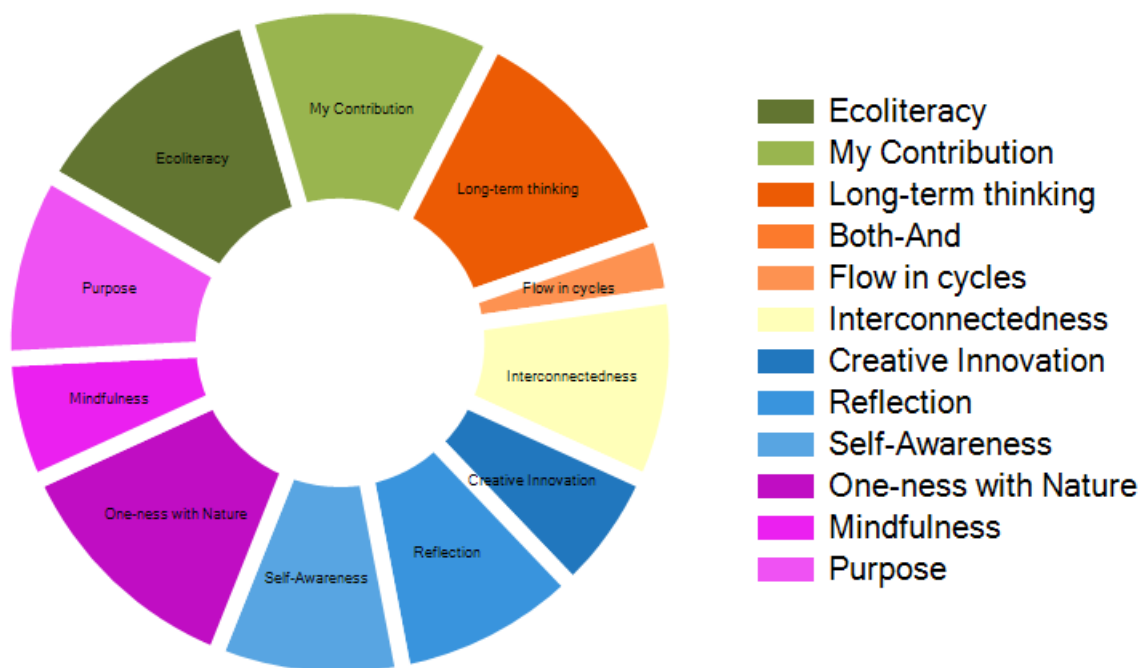 My Contribution
Ecoliteracy
Long-term thinking
Purpose
Flow in cycles
Interconnectedness
Mindfulness
Creative Innovation
One-ness with Nature
Reflection
Self-Awareness
Ecoliteracy
My Contribution
Long-term thinking
Both-And
Flow in cycles
Interconnectedness
Creative Innovation
Reflection
Self-Awareness
One-ness with Nature
Mindfulness
Purpose